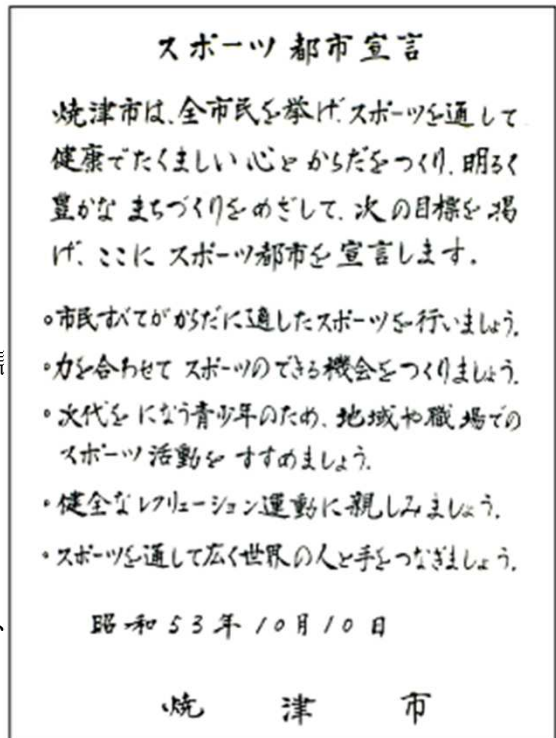 スポーツ都市宣言
焼津市は、全市民を挙げ、スポーツを通して
健康でたくましい心とからだをつくり、明るく
豊かなまちづくりをめざして、次の目標を掲
げ、ここにスポーツ都市を宣言します。
○市民すべてがからだに適したスポーツを行いましょう。
○力を合わせてスポーツのできる機会をつくりましょう。
○次代をになう青少年のため、地域や職場での
スポーツ活動をすすめましょう。
○健全なレクリェーション運動に親しみましょう。
○スポーツを通して広く世界の人と手をつなぎましょう。
昭和53年10月10日
焼津市